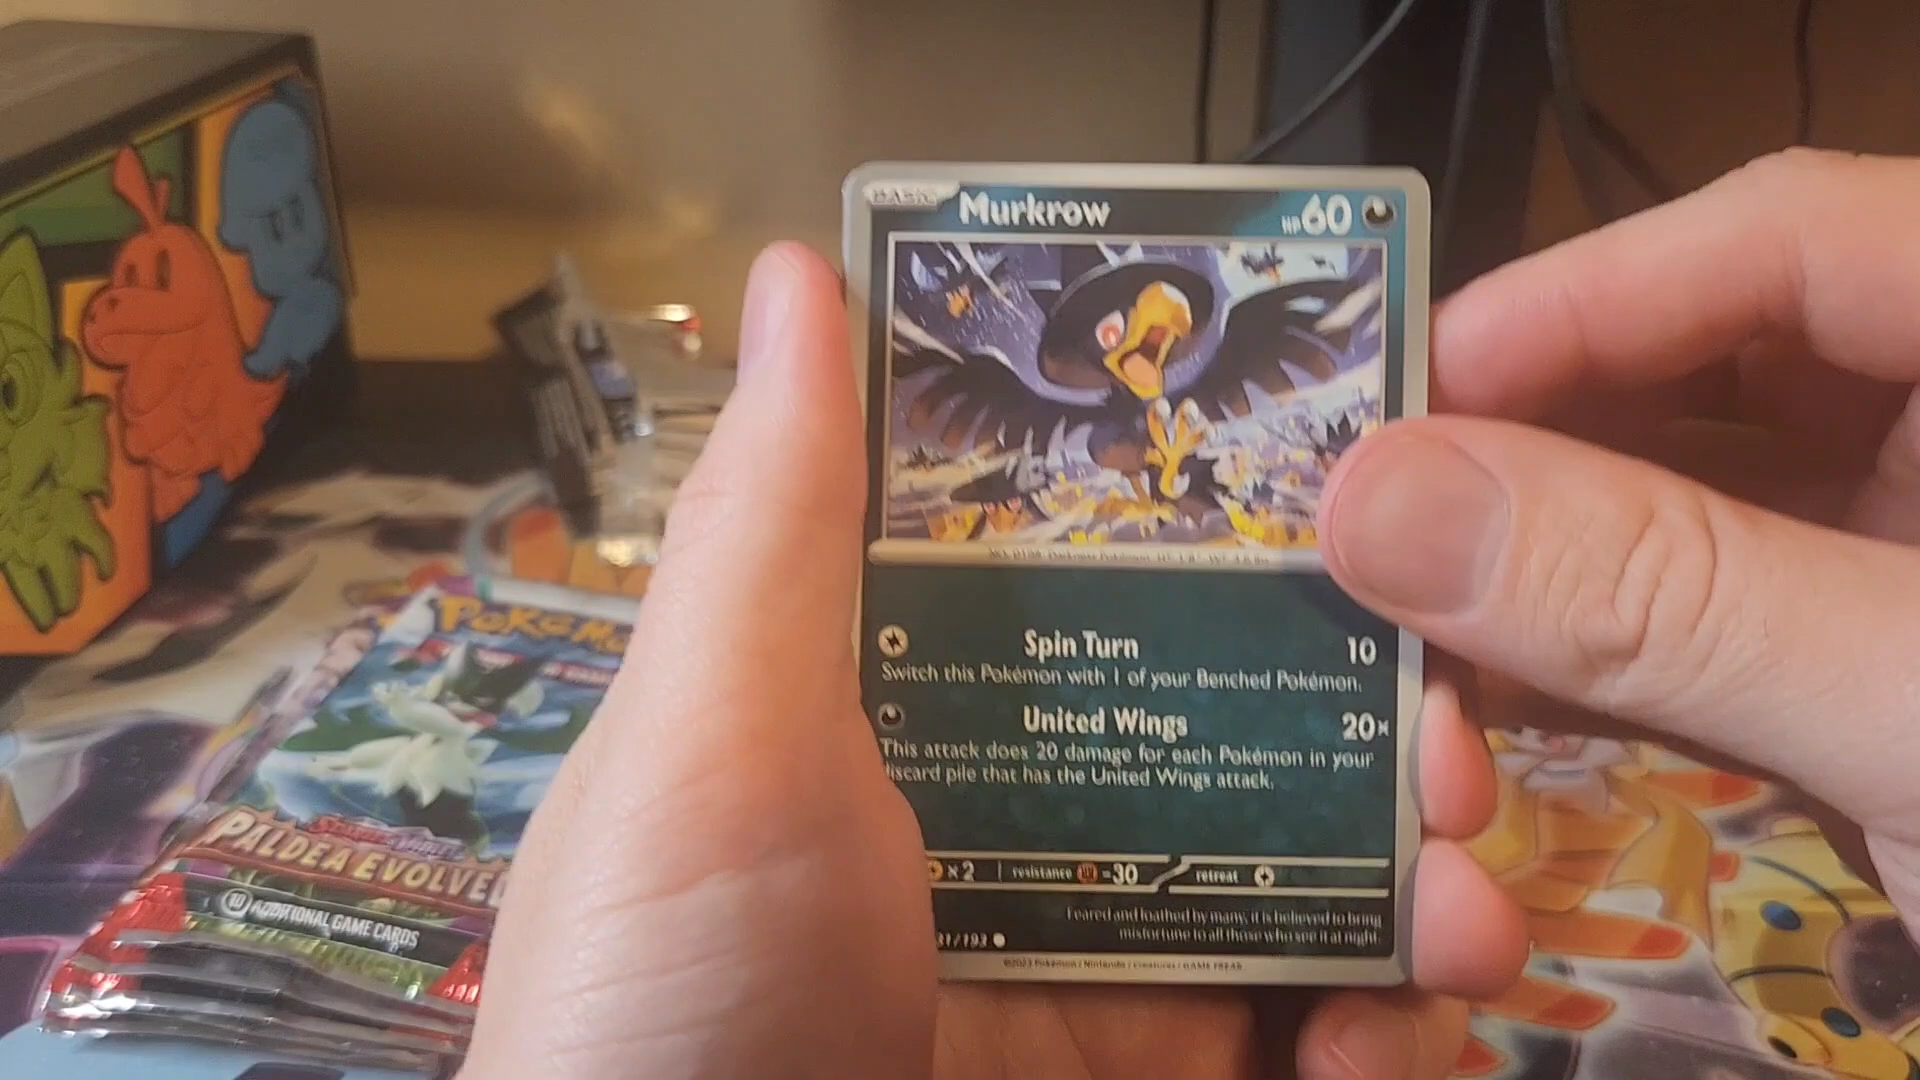 BASIC Murkrow HP60
Spin Turn 10
Switch this Pokémon with 1 of your Benched Pokémon.
United Wings 20×
This attack does 20 damage for each Pokémon in your
discard pile that has the United Wings attack.
×2 resistance -30 retreat
Feared and loathed by many, it is believed to bring
misfortune to all those who see it at night.
31/193
©2023 Pokémon / Nintendo / Creatures / GAME FREAK
POKÉMO
PALDEA EVOLVED
10 ADDITIONAL GAME CARDS